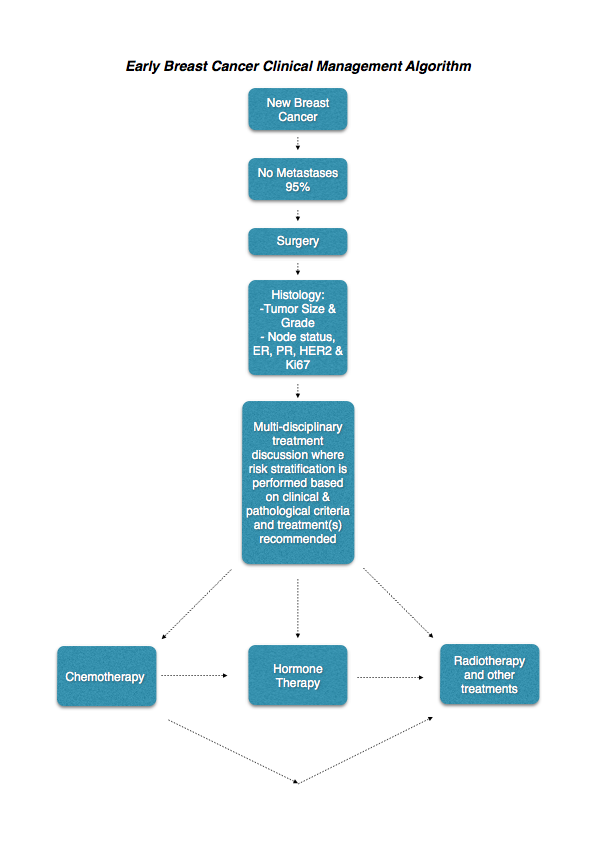 Early Breast Cancer Clinical Management Algorithm
New Breast
Cancer
No Metastases
95%
Surgery
Histology:
-Tumor Size &
Grade
- Node status,
ER, PR, HER2 &
Ki67
Multi-disciplinary
treatment
discussion where
risk stratification is
performed based
on clinical &
pathological criteria
and treatment(s)
recommended
Chemotherapy
Hormone
Therapy
Radiotherapy
and other
treatments